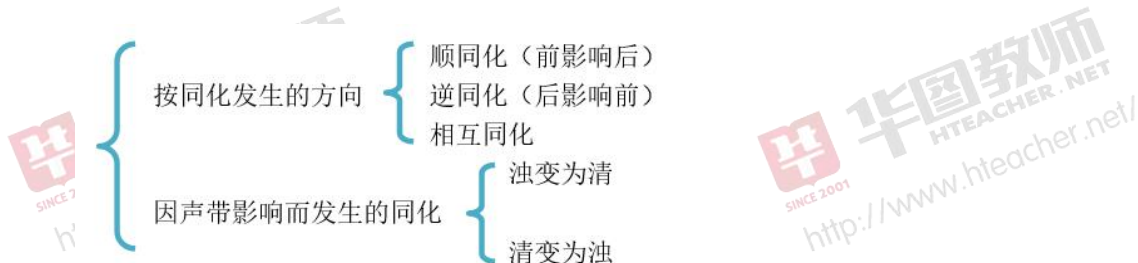 按同化发生的方向
顺同化（前影响后）
逆同化（后影响前）
相互同化
因声带影响而发生的同化
浊变为清
清变为浊
华图教师
HTEACHER.NET
SINCE 2001
http://www.hteacher.net/